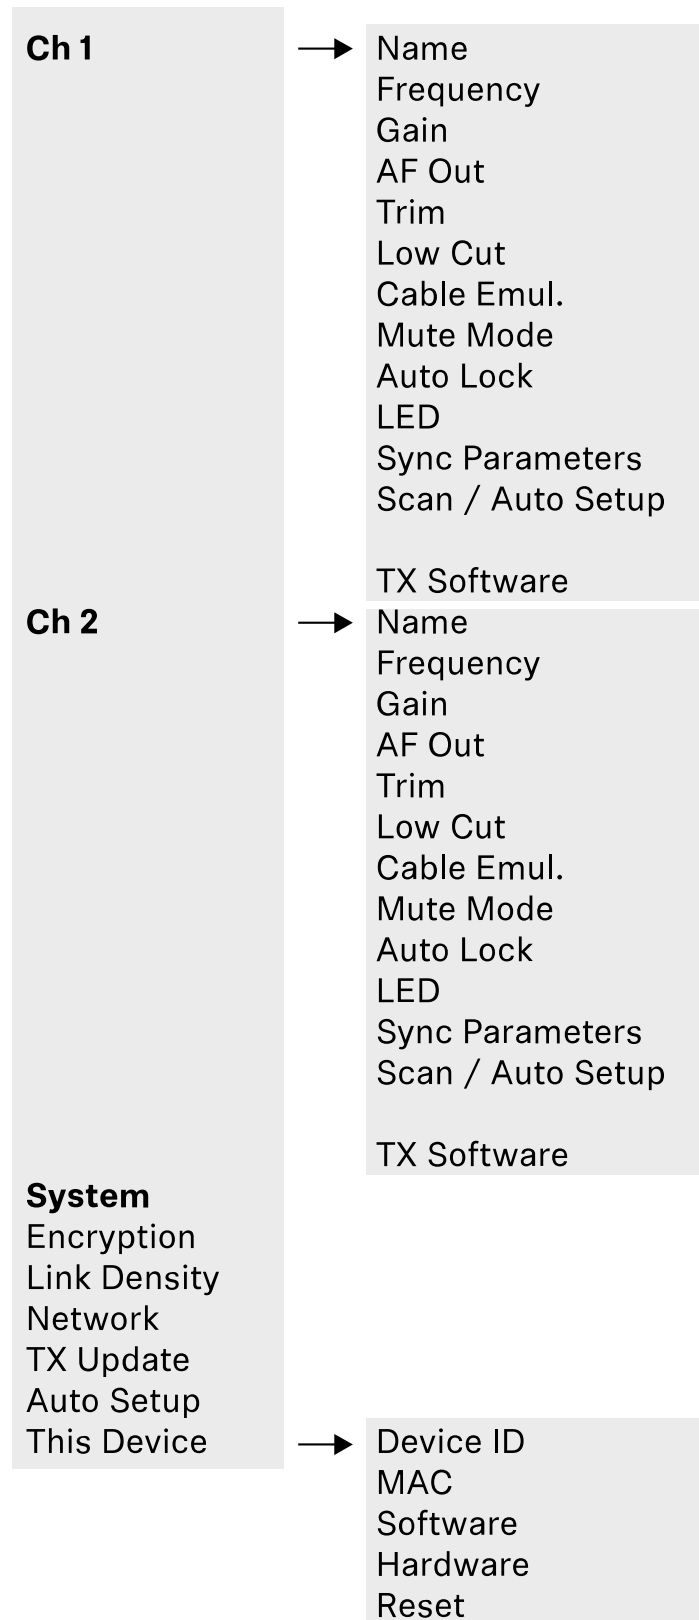 Ch 1
Name
Frequency
Gain
AF Out
Trim
Low Cut
Cable Emul.
Mute Mode
Auto Lock
LED
Sync Parameters
Scan / Auto Setup
TX Software
Ch 2
Name
Frequency
Gain
AF Out
Trim
Low Cut
Cable Emul.
Mute Mode
Auto Lock
LED
Sync Parameters
Scan / Auto Setup
TX Software
System
Encryption
Link Density
Network
TX Update
Auto Setup
This Device
Device ID
MAC
Software
Hardware
Reset